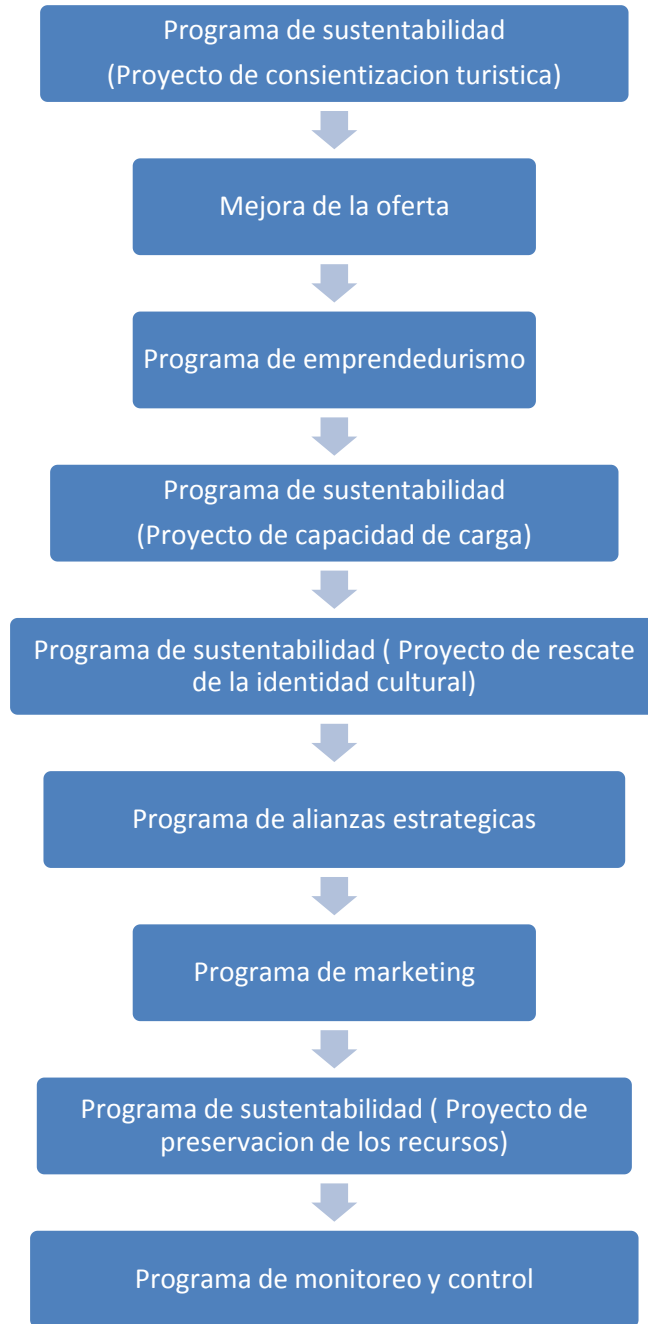 Programa de sustentabilidad
(Proyecto de consientizacion turistica)
Mejora de la oferta
Programa de emprendedurismo
Programa de sustentabilidad
(Proyecto de capacidad de carga)
Programa de sustentabilidad ( Proyecto de rescate
de la identidad cultural)
Programa de alianzas estrategicas
Programa de marketing
Programa de sustentabilidad ( Proyecto de
preservacion de los recursos)
Programa de monitoreo y control